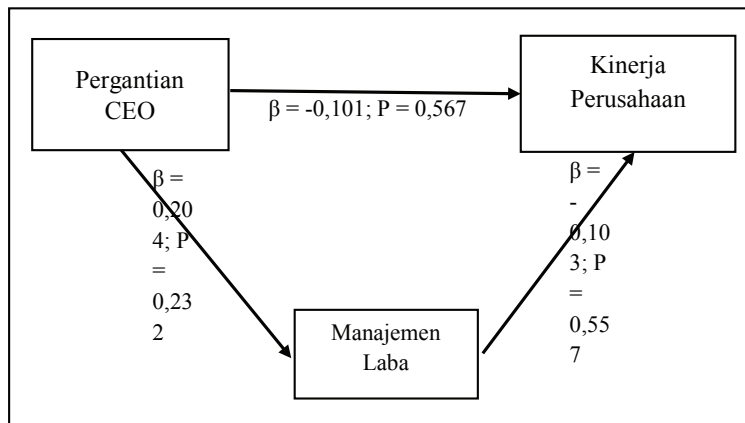 Pergantian
CEO
Kinerja
Perusahaan
β = -0,101; P = 0,567
β =
0,20
4; P
=
0,23
2
β =
-
0,10
3; P
=
0,55
7
Manajemen
Laba